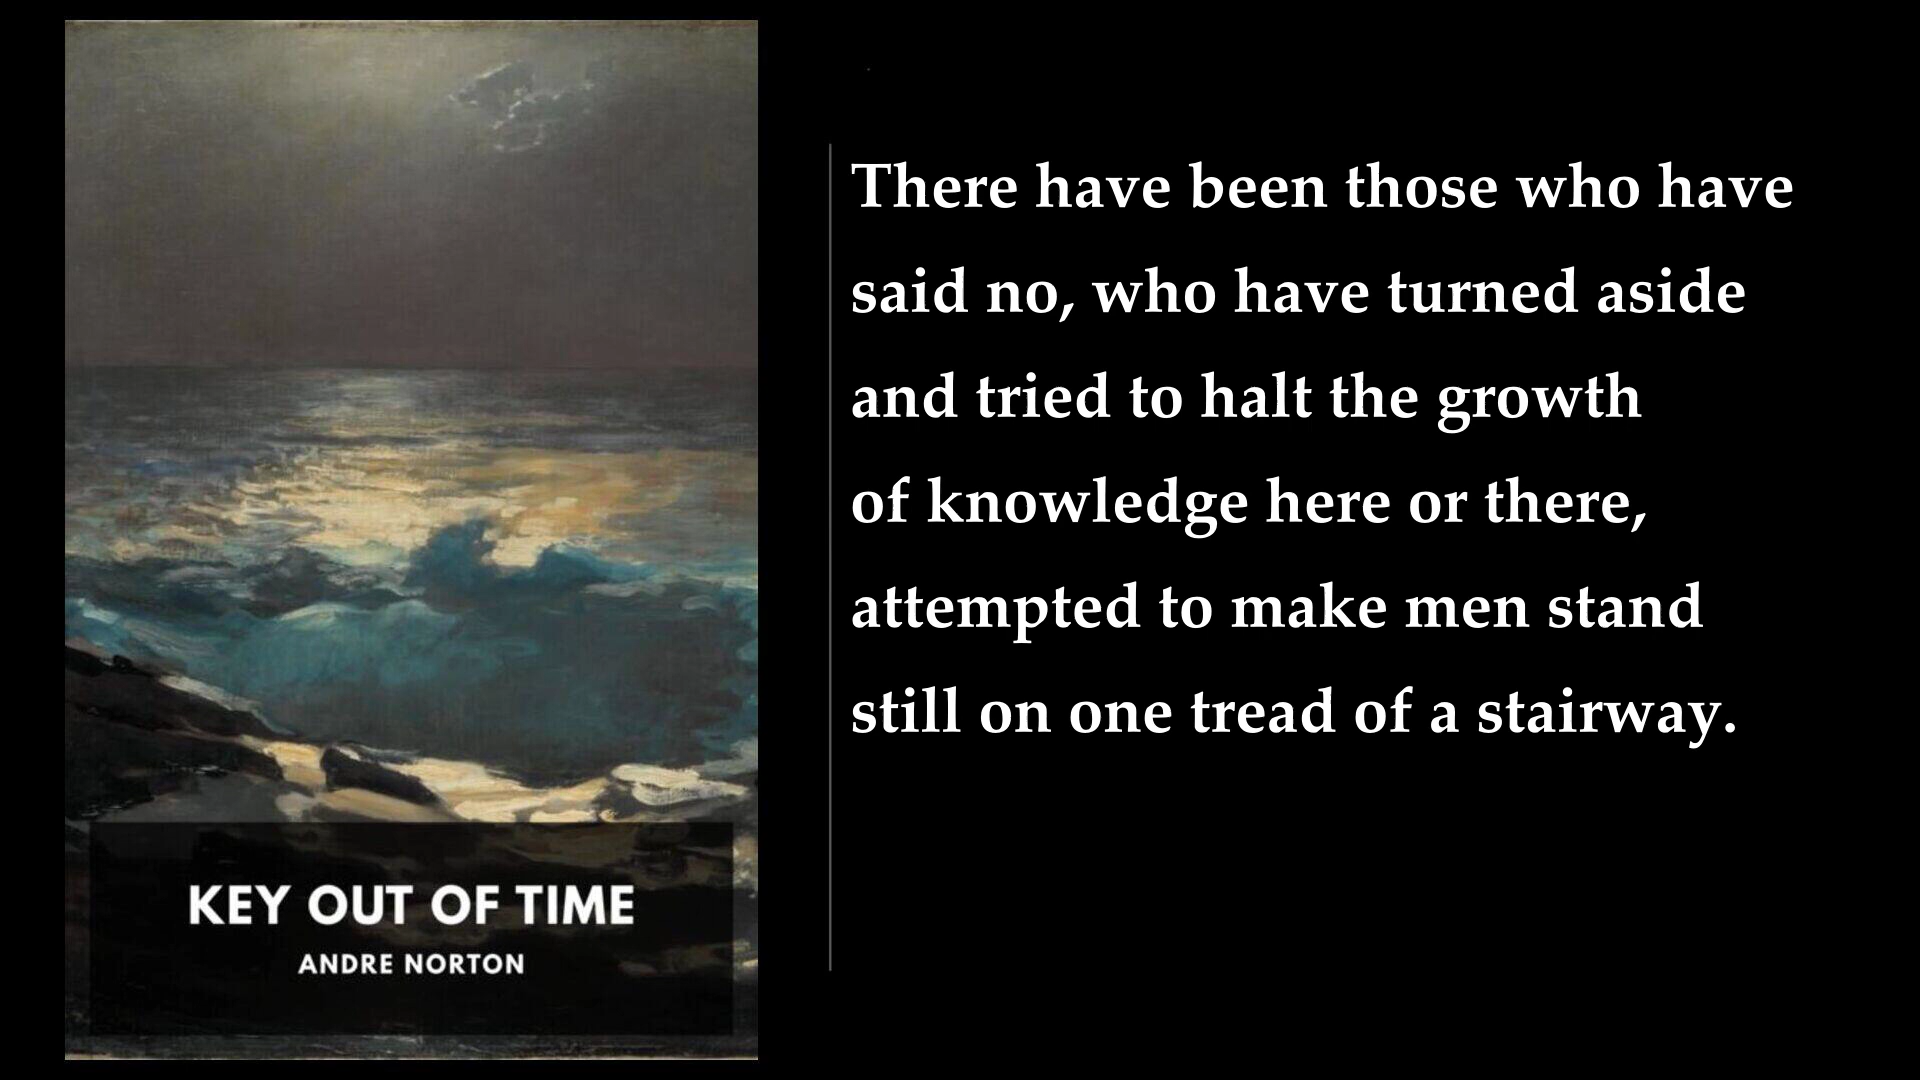 KEY OUT OF TIME
ANDRE NORTON
There have been those who have
said no, who have turned aside
and tried to halt the growth
of knowledge here or there,
attempted to make men stand
still on one tread of a stairway.